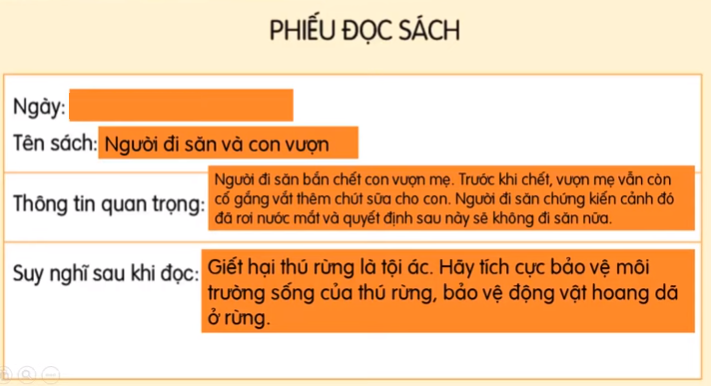 PHIẾU ĐỌC SÁCH
Ngày:
Tên sách: Người đi săn và con vượn
Thông tin quan trọng:
Người đi săn bắn chết con vượn mẹ. Trước khi chết, vượn mẹ vẫn còn
cố gắng vắt thêm chút sữa cho con. Người đi săn chứng kiến cảnh đó
đã rơi nước mắt và quyết định sau này sẽ không đi săn nữa.
Suy nghĩ sau khi đọc:
Giết hại thú rừng là tội ác. Hãy tích cực bảo vệ môi
trường sống của thú rừng, bảo vệ động vật hoang dã
ở rừng.